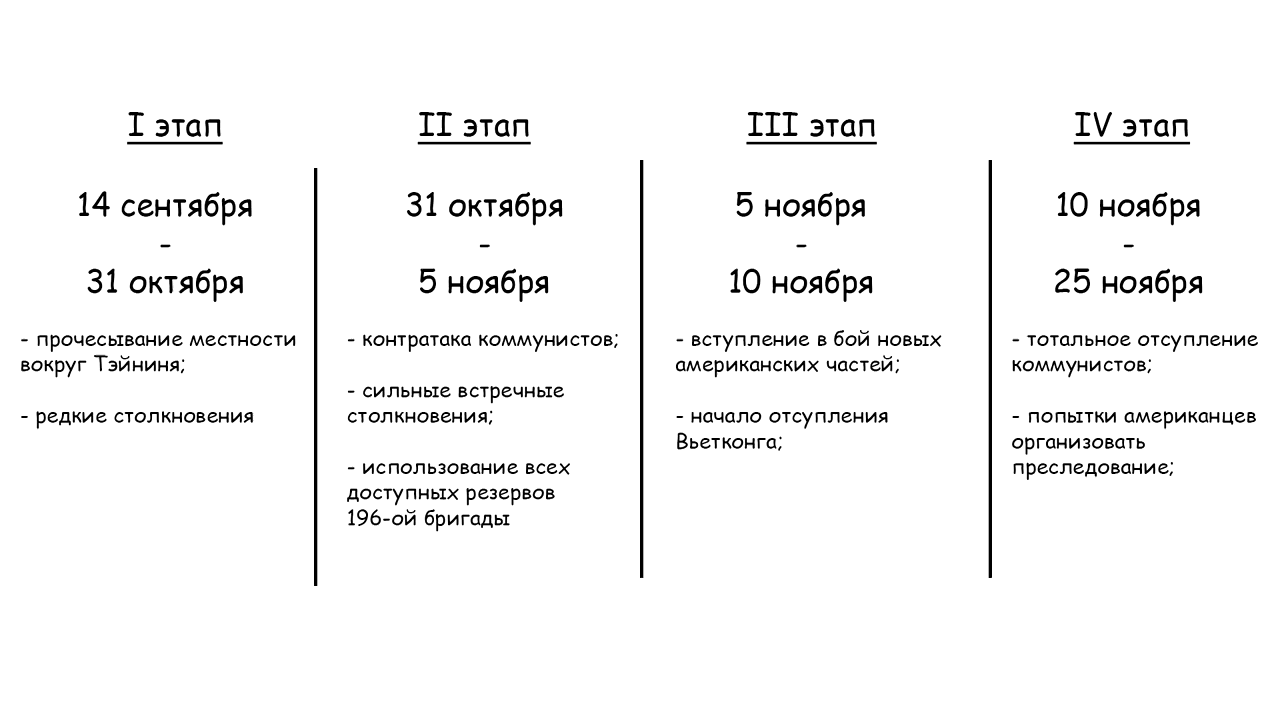 I этап
14 сентября
-
31 октября
- прочесывание местности
вокруг Тэйниня;
- редкие столкновения
II этап
31 октября
-
5 ноября
- контратака коммунистов;
- сильные встречные
столкновения;
- использование всех
доступных резервов
196-ой бригады
III этап
5 ноября
-
10 ноября
- вступление в бой новых
американских частей;
- начало отсупления
Вьетконга;
IV этап
10 ноября
-
25 ноября
- тотальное отсупление
коммунистов;
- попытки американцев
организовать
преследование;